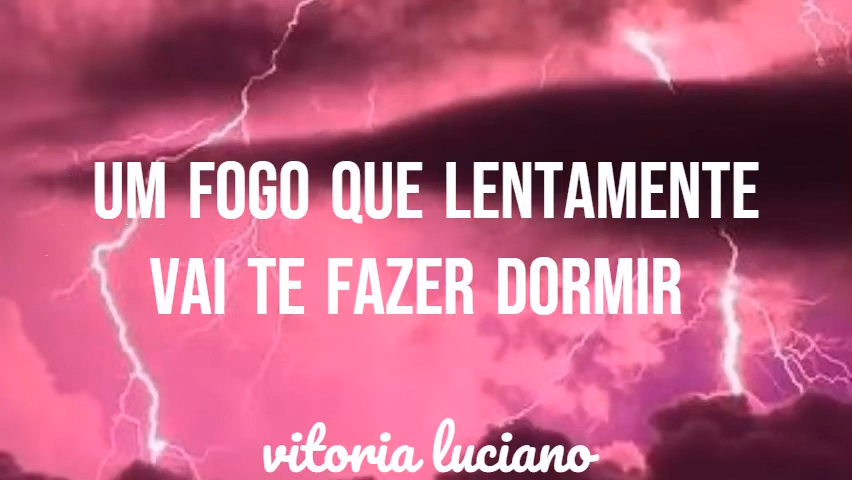 UM FOGO QUE LENTAMENTE
VAI TE FAZER DORMIR
vitoria luciano